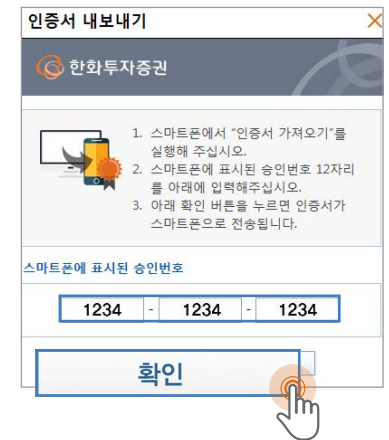 인증서 내보내기
한화투자증권
1. 스마트폰에서 "인증서 가져오기"를
실행해 주십시오.
2. 스마트폰에 표시된 승인번호 12자리
를 아래에 입력해주십시오.
3. 아래 확인 버튼을 누르면 인증서가
스마트폰으로 전송됩니다.
스마트폰에 표시된 승인번호
1234 - 1234 - 1234
확인